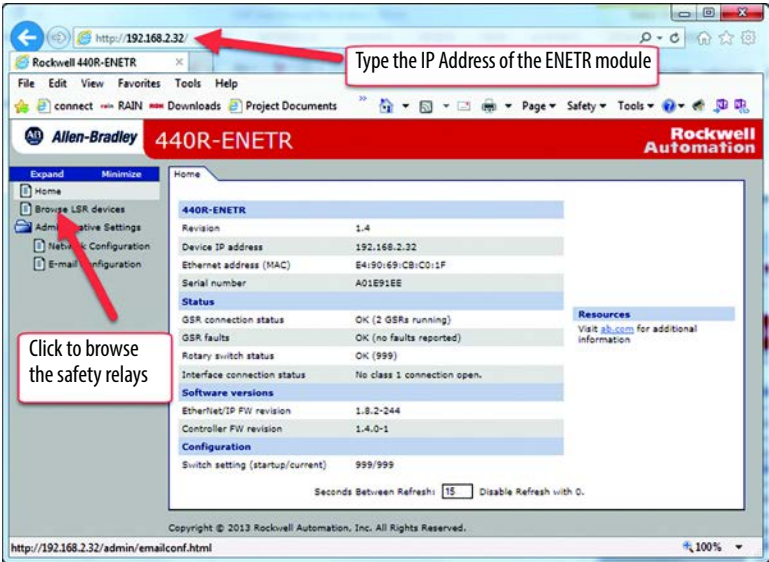 http://192.168.2.32/
Rockwell 440R-ENETR
Type the IP Address of the ENETR module
File Edit View Favorites Tools Help
connect RAIN Downloads Project Documents Page Safety Tools
AB Allen-Bradley 440R-ENETR Rockwell Automation
Expand Minimize
Home
Browse LSR devices
Administrative Settings
Network Configuration
E-mail Configuration
Click to browse the safety relays
Home
440R-ENETR
Revision 1.4
Device IP address 192.168.2.32
Ethernet address (MAC) E4:90:69:CB:C0:1F
Serial number A01E91EE
Status
GSR connection status OK (2 GSRs running)
GSR faults OK (no faults reported)
Rotary switch status OK (999)
Interface connection status No class 1 connection open.
Software versions
EtherNet/IP FW revision 1.8.2-244
Controller FW revision 1.4.0-1
Configuration
Switch setting (startup/current) 999/999
Seconds Between Refresh: 15 Disable Refresh with 0.
Resources
Visit ab.com for additional information
Copyright © 2013 Rockwell Automation, Inc. All Rights Reserved.
http://192.168.2.32/admin/emailconf.html
100%